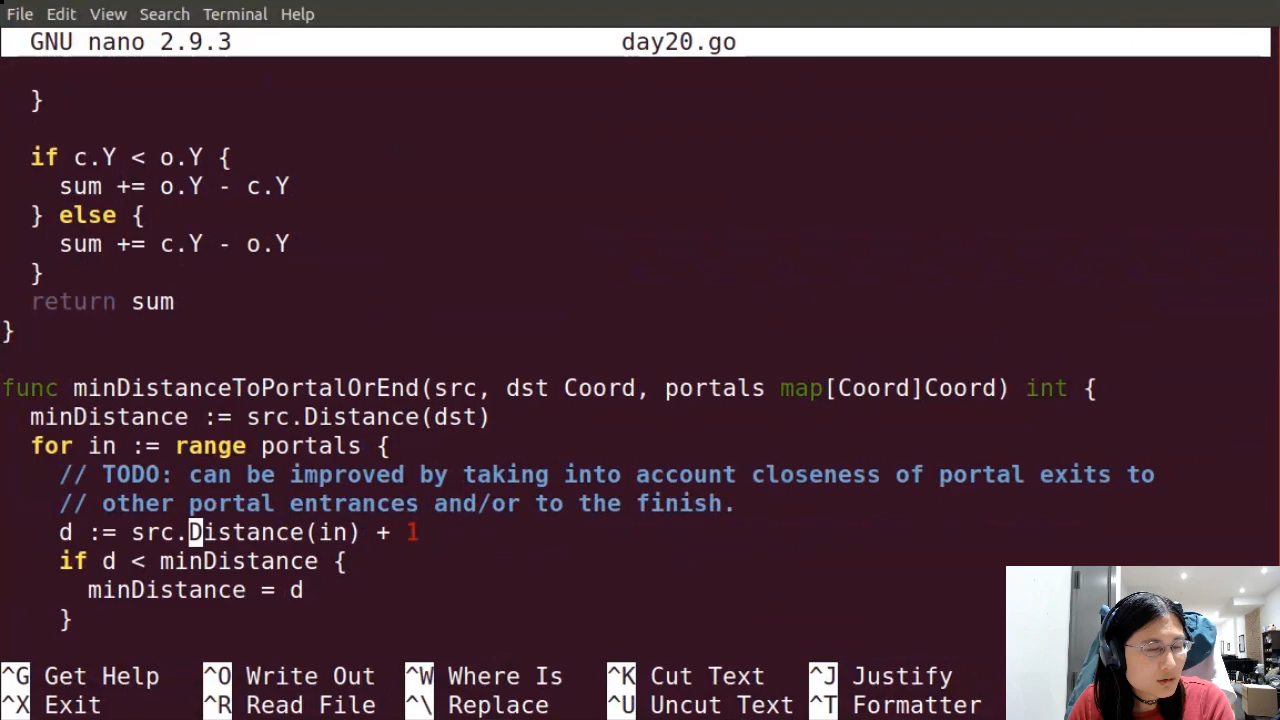 File Edit View Search Terminal Help
GNU nano 2.9.3 day20.go
}
if c.Y < o.Y {
sum += o.Y - c.Y
} else {
sum += c.Y - o.Y
}
return sum
}
func minDistanceToPortalOrEnd(src, dst Coord, portals map[Coord]Coord) int {
minDistance := src.Distance(dst)
for in := range portals {
// TODO: can be improved by taking into account closeness of portal exits to
// other portal entrances and/or to the finish.
d := src.Distance(in) + 1
if d < minDistance {
minDistance = d
}
^G Get Help ^O Write Out ^W Where Is ^K Cut Text ^J Justify
^X Exit ^R Read File ^\ Replace ^U Uncut Text ^T Formatter